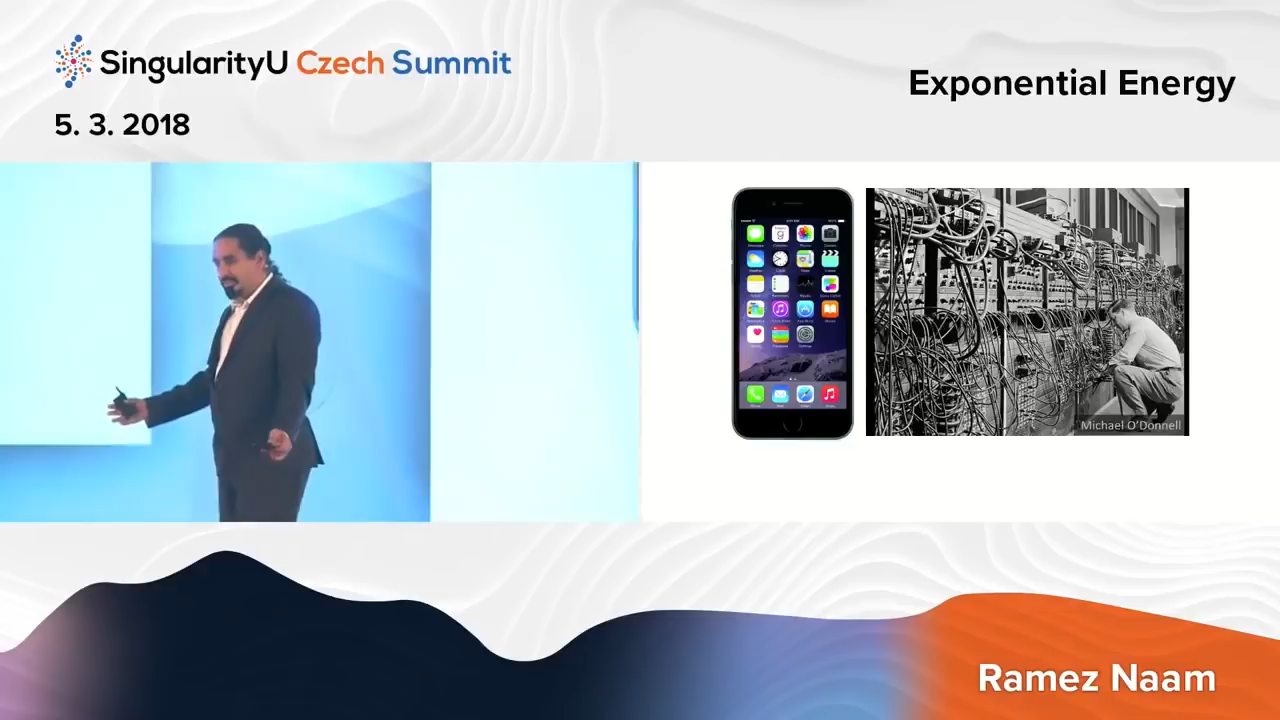 SingularityU Czech Summit
Exponential Energy
5. 3. 2018
Michael O'Donnell
Ramez Naam